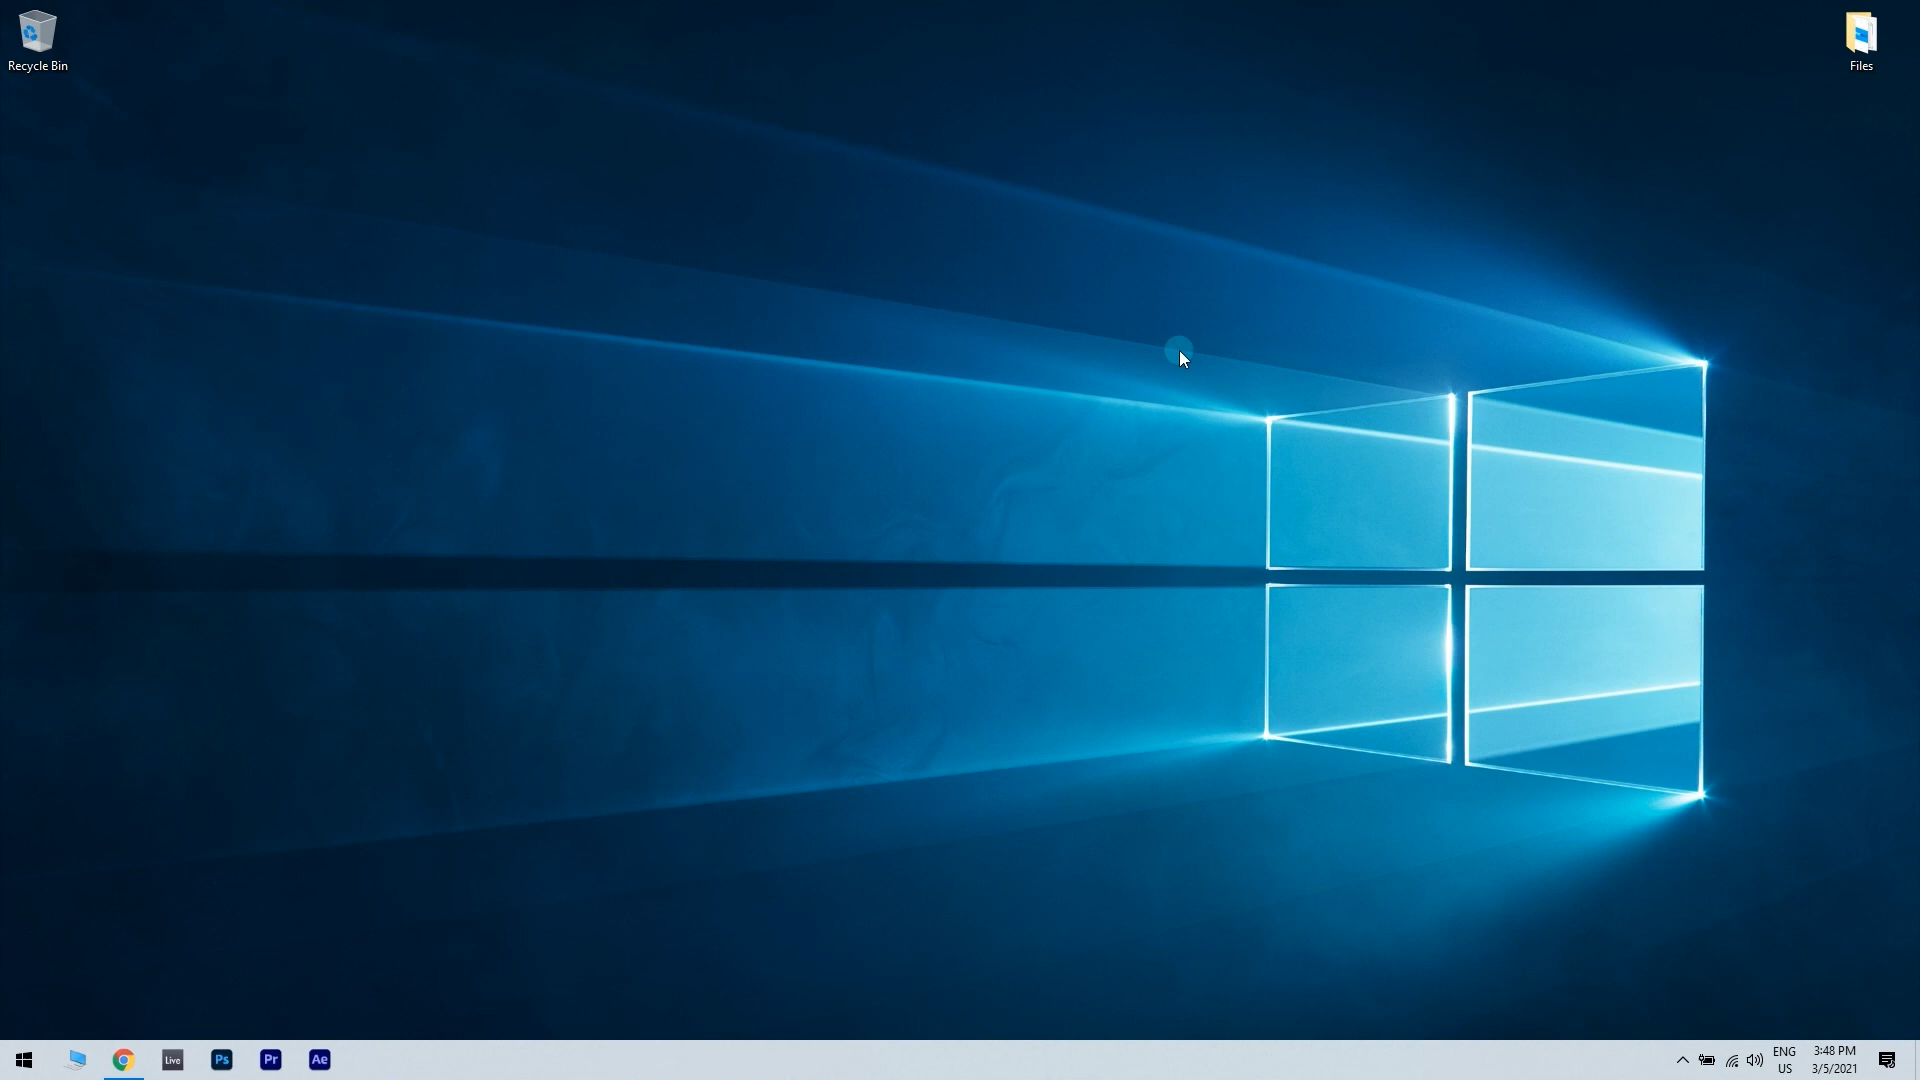 Recycle Bin
Files
Live
Ps
Pr
Ae
ENG
US
3:48 PM
3/5/2021